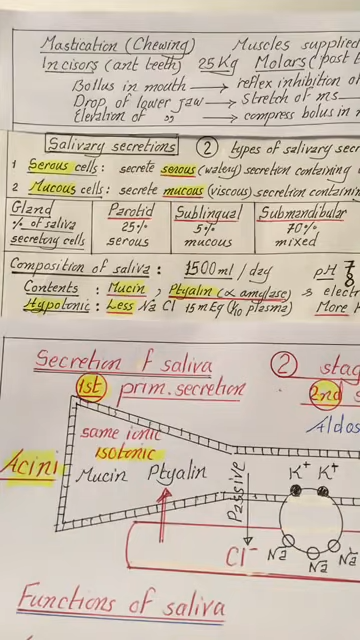 Mastication (Chewing) Muscles supplied
Incisors (ant teeth) 25 Kg Molars (post t
Bollus in mouth → reflex inhibition of
Drop of lower jaw → stretch of ms
Elevation of ,, → compress bolus in m
Salivary secretions 2 types of salivary secr
1 Serous cells: secrete serous (watery) secretion containing
2 Mucous cells: secrete mucous (viscous) secretion containin
Gland Parotid Sublingual Submandibular
% of saliva 25% 5% 70%
secretory cells serous mucous mixed
Composition of saliva: 1500 ml / day pH 7
8
Contents: Mucin, Ptyalin (α amylase) & electr
Hypotonic: Less Na Cl 15 mEq (1/10 plasma) More K
Secretion f saliva 2 stag
1st prim. secretion 2nd s
same ionic Aldos
isotonic
Acini Mucin Ptyalin Passive K+ K+
Cl- Na Na Na
Functions of saliva